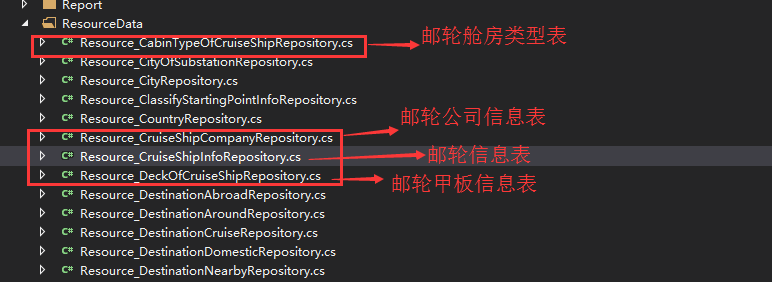 Report
ResourceData
C# Resource_CabinTypeOfCruiseShipRepository.cs 邮轮舱房类型表
C# Resource_CityOfSubstationRepository.cs
C# Resource_CityRepository.cs
C# Resource_ClassifyStartingPointInfoRepository.cs
C# Resource_CountryRepository.cs
C# Resource_CruiseShipCompanyRepository.cs 邮轮公司信息表
C# Resource_CruiseShipInfoRepository.cs 邮轮信息表
C# Resource_DeckOfCruiseShipRepository.cs 邮轮甲板信息表
C# Resource_DestinationAbroadRepository.cs
C# Resource_DestinationAroundRepository.cs
C# Resource_DestinationCruiseRepository.cs
C# Resource_DestinationDomesticRepository.cs
C# Resource_DestinationNearbyRepository.cs